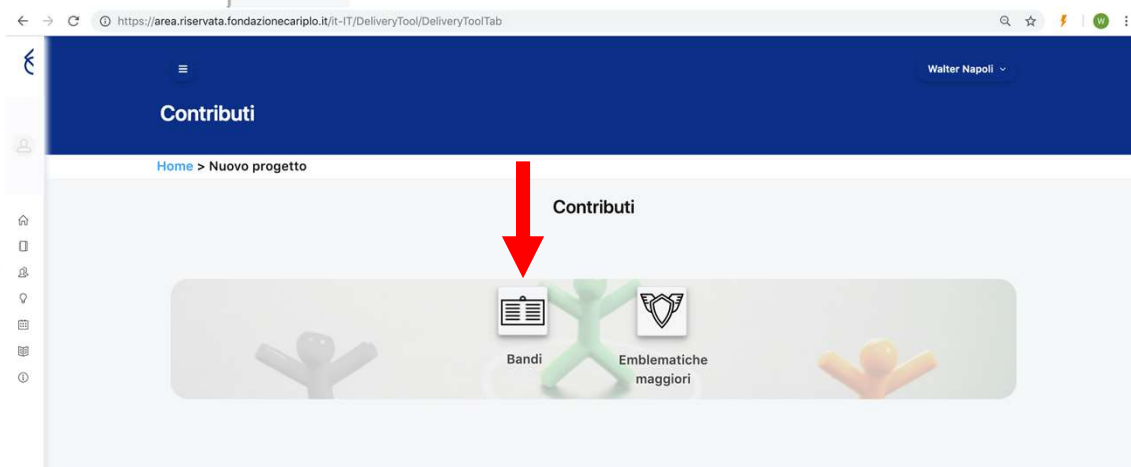 https://area.riservata.fondazionecariplo.it/it-IT/DeliveryTool/DeliveryToolTab
W
Walter Napoli
Contributi
Home > Nuovo progetto
Contributi
Bandi
Emblematiche
maggiori